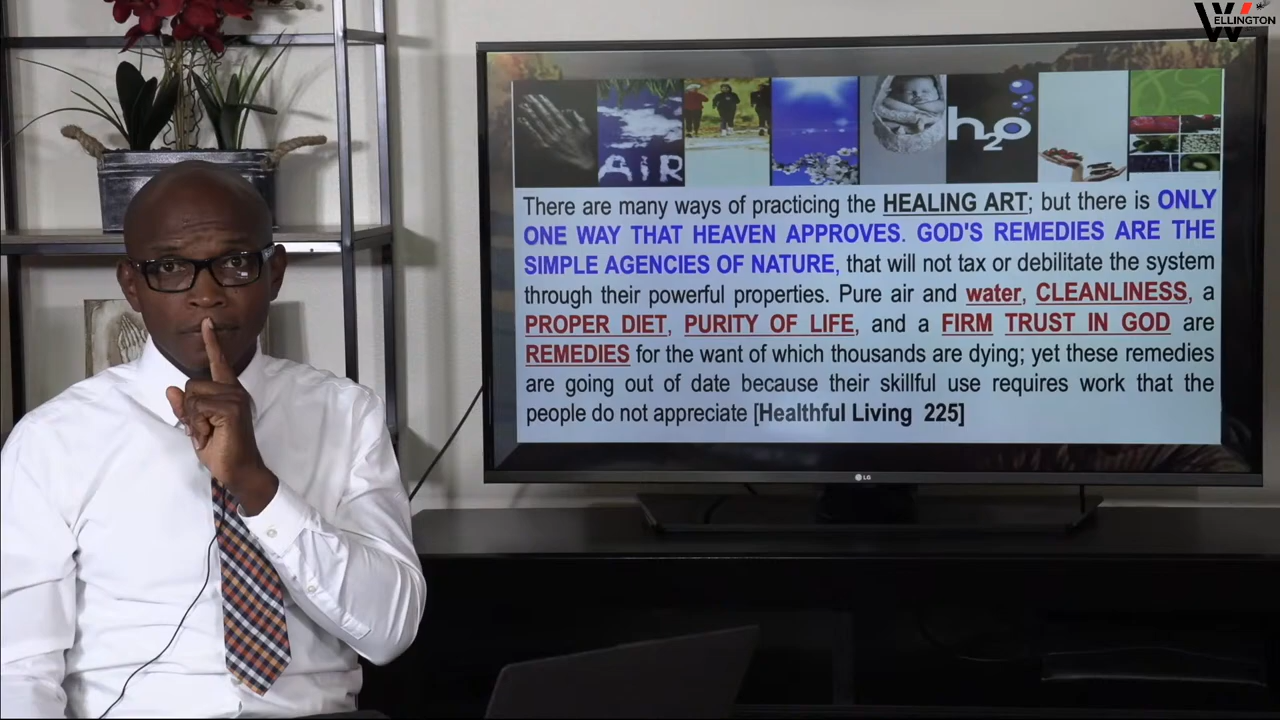 WELLINGTON
AIR
h2o
There are many ways of practicing the HEALING ART; but there is ONLY
ONE WAY THAT HEAVEN APPROVES. GOD'S REMEDIES ARE THE
SIMPLE AGENCIES OF NATURE, that will not tax or debilitate the system
through their powerful properties. Pure air and water, CLEANLINESS, a
PROPER DIET, PURITY OF LIFE, and a FIRM TRUST IN GOD are
REMEDIES for the want of which thousands are dying; yet these remedies
are going out of date because their skillful use requires work that the
people do not appreciate [Healthful Living 225]
LG